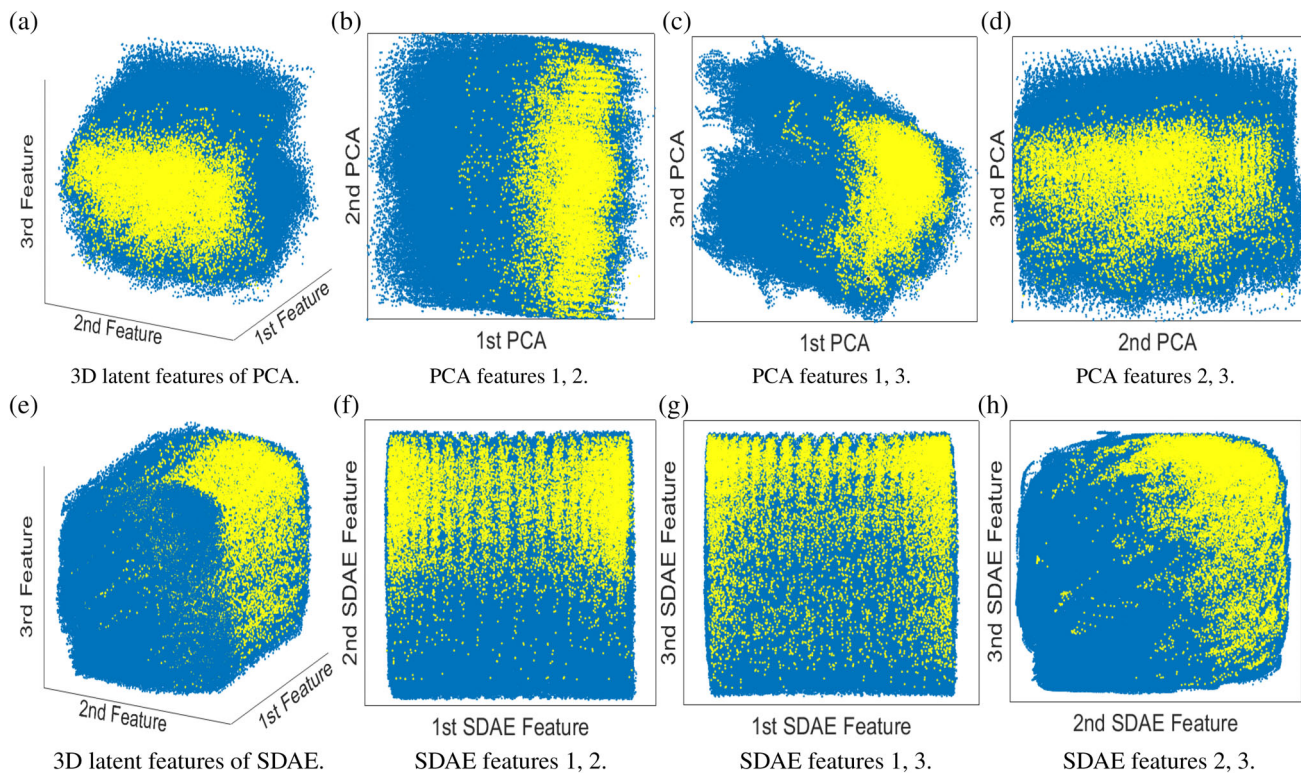 (a)
(b)
(c)
(d)
3rd Feature
2nd Feature
1st Feature
2nd PCA
1st PCA
3nd PCA
1st PCA
3nd PCA
2nd PCA
3D latent features of PCA.
PCA features 1, 2.
PCA features 1, 3.
PCA features 2, 3.
(e)
(f)
(g)
(h)
3rd Feature
2nd Feature
1st Feature
2nd SDAE Feature
1st SDAE Feature
3nd SDAE Feature
1st SDAE Feature
3nd SDAE Feature
2nd SDAE Feature
3D latent features of SDAE.
SDAE features 1, 2.
SDAE features 1, 3.
SDAE features 2, 3.